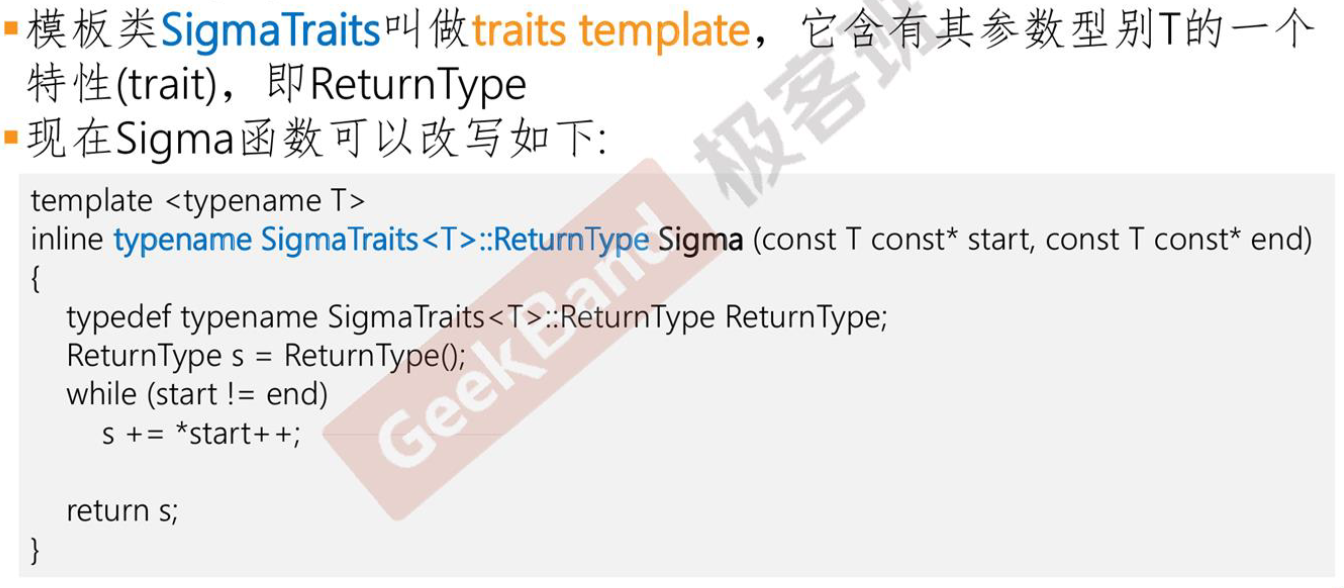 ▪模板类SigmaTraits叫做traits template，它含有其参数型别T的一个
特性(trait)，即ReturnType
▪现在Sigma函数可以改写如下:
template <typename T>
inline typename SigmaTraits<T>::ReturnType Sigma (const T const* start, const T const* end)
{
typedef typename SigmaTraits<T>::ReturnType ReturnType;
ReturnType s = ReturnType();
while (start != end)
s += *start++;
return s;
}
GeekBand 极客班